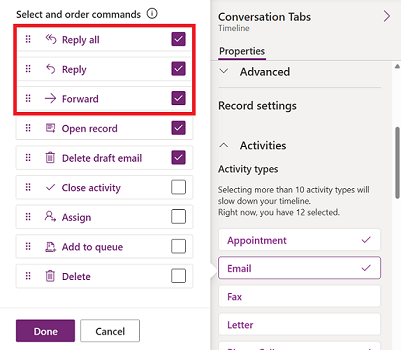 Select and order commands
Reply all
Reply
Forward
Open record
Delete draft email
Close activity
Assign
Add to queue
Delete
Done
Cancel
Conversation Tabs
Timeline
Properties
Advanced
Record settings
Activities
Activity types
Selecting more than 10 activity types will
slow down your timeline.
Right now, you have 12 selected.
Appointment
Email
Fax
Letter